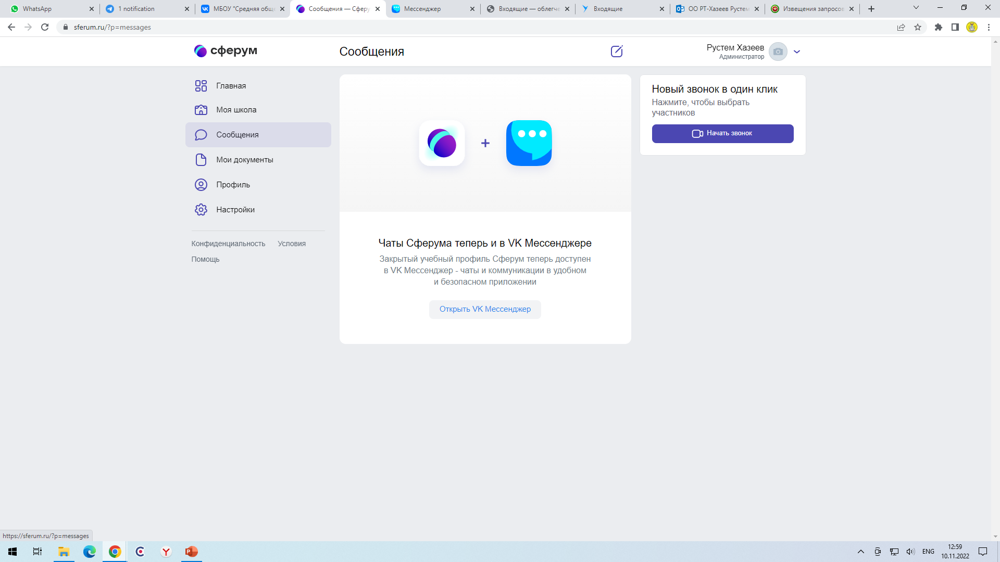 WhatsApp
1 notification
МБОУ "Средняя общ
Сообщения — Сферу
Мессенджер
Входящие — облегч
Входящие
ОО РТ-Хазеев Рустем
Извещения запросов
sferum.ru/?p=messages
сферум
Сообщения
Рустем Хазеев
Администратор
Главная
Моя школа
Сообщения
Мои документы
Профиль
Настройки
Конфиденциальность Условия
Помощь
Чаты Сферума теперь и в VK Мессенджере
Закрытый учебный профиль Сферум теперь доступен
в VK Мессенджер - чаты и коммуникации в удобном
и безопасном приложении
Открыть VK Мессенджер
Новый звонок в один клик
Нажмите, чтобы выбрать
участников
Начать звонок
https://sferum.ru/?p=messages
ENG
12:59
10.11.2022